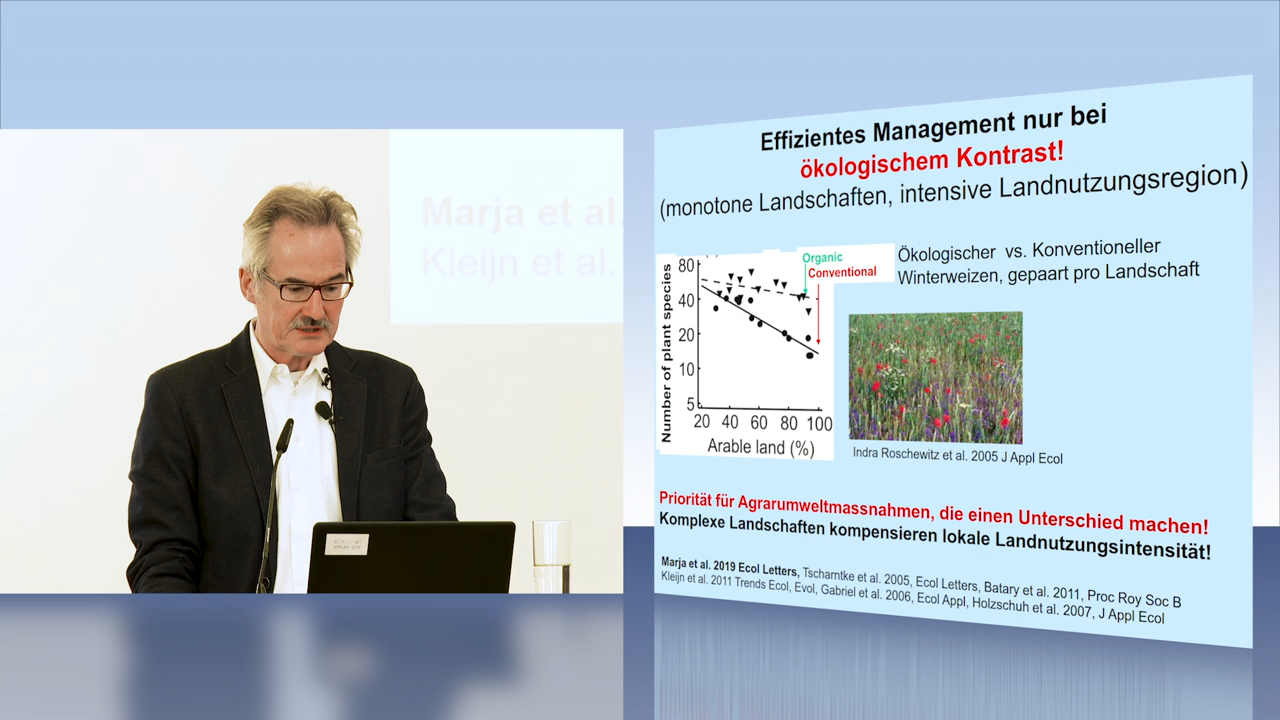 Marja et al.
Kleijn et al.
Effizientes Management nur bei
ökologischem Kontrast!
(monotone Landschaften, intensive Landnutzungsregion)
Organic
Conventional
Ökologischer vs. Konventioneller
Winterweizen, gepaart pro Landschaft
Number of plant species
80
40
20
10
5
20 40 60 80 100
Arable land (%)
Indra Roschewitz et al. 2005 J Appl Ecol
Priorität für Agrarumweltmassnahmen, die einen Unterschied machen!
Komplexe Landschaften kompensieren lokale Landnutzungsintensität!
Marja et al. 2019 Ecol Letters, Tscharntke et al. 2005, Ecol Letters, Batary et al. 2011, Proc Roy Soc B
Kleijn et al. 2011 Trends Ecol, Evol, Gabriel et al. 2006, Ecol Appl, Holzschuh et al. 2007, J Appl Ecol